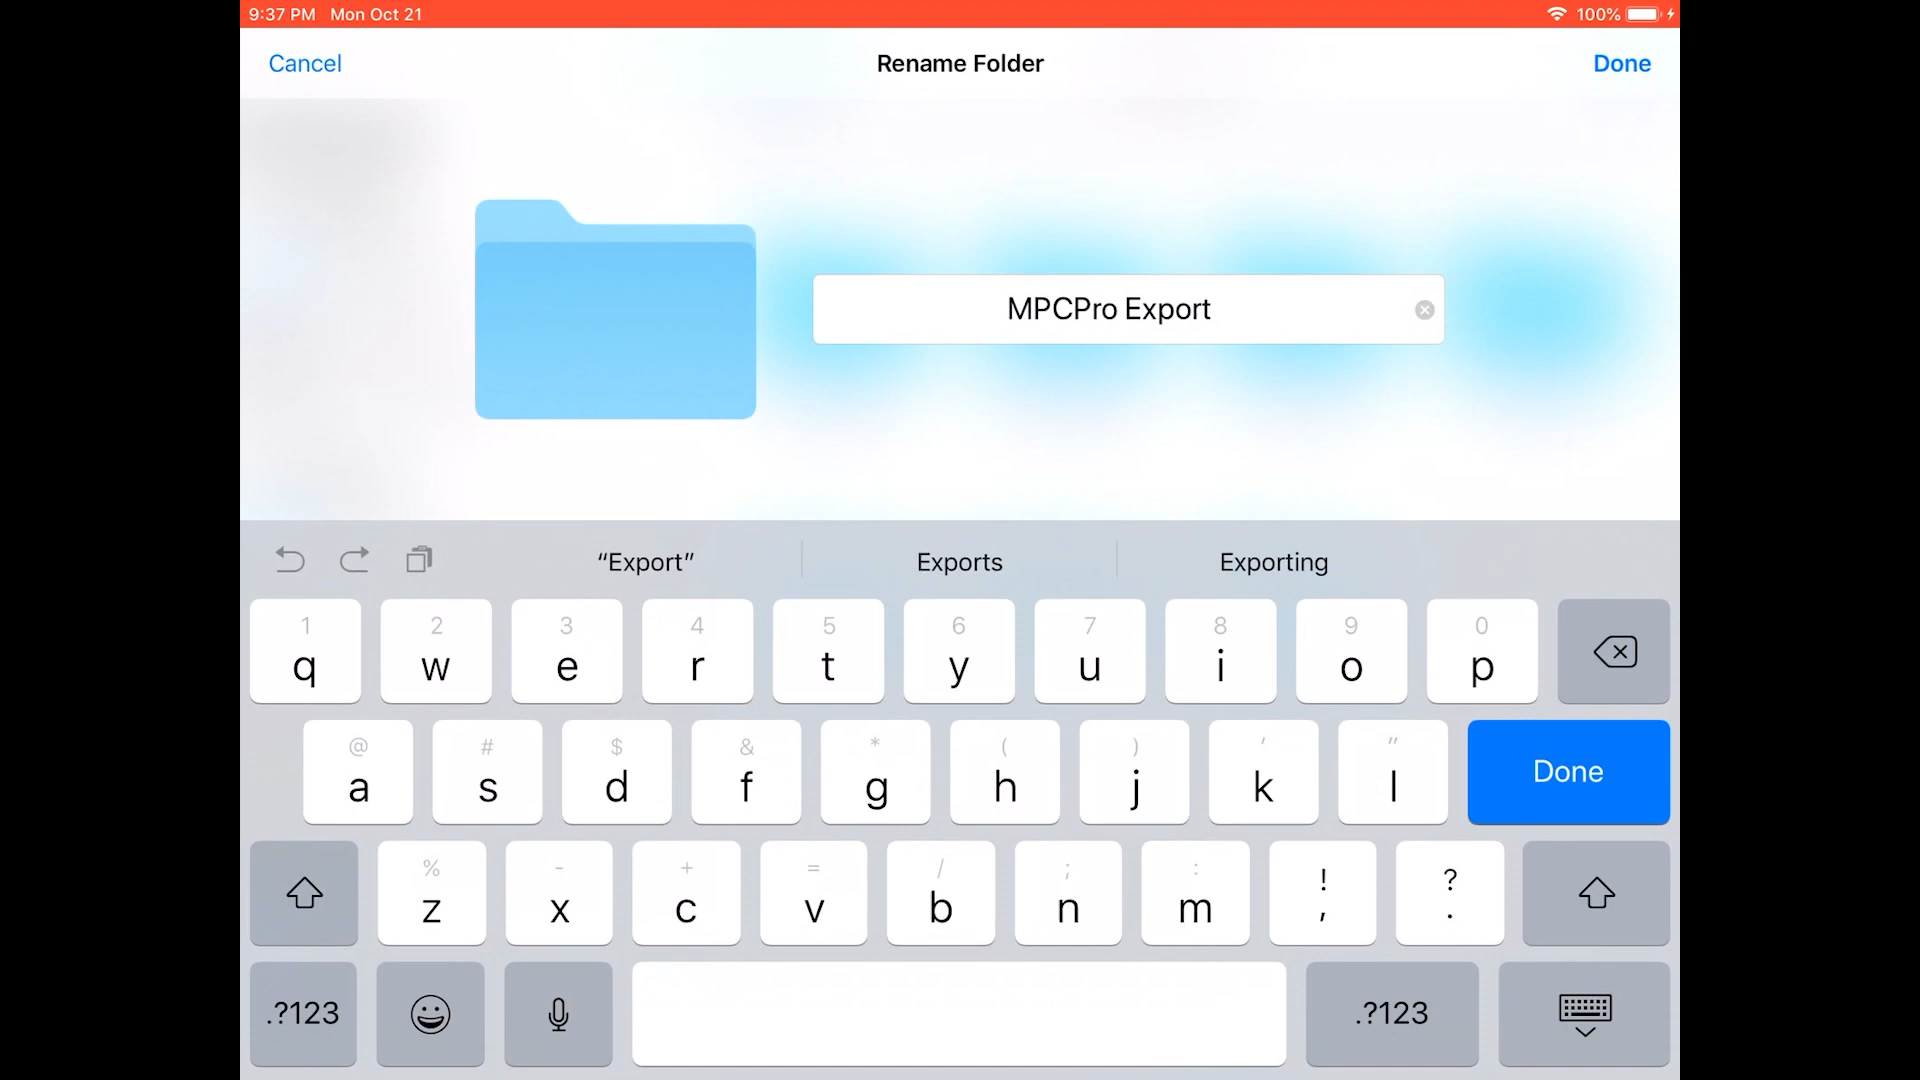 9:37 PM Mon Oct 21 100%
Cancel Rename Folder Done
MPCPro Export
“Export” Exports Exporting
1 2 3 4 5 6 7 8 9 0
q w e r t y u i o p
@ # $ & * ( ) ' "
a s d f g h j k l Done
% - + = / ; : ! ?
z x c v b n m , .
.?123 .?123